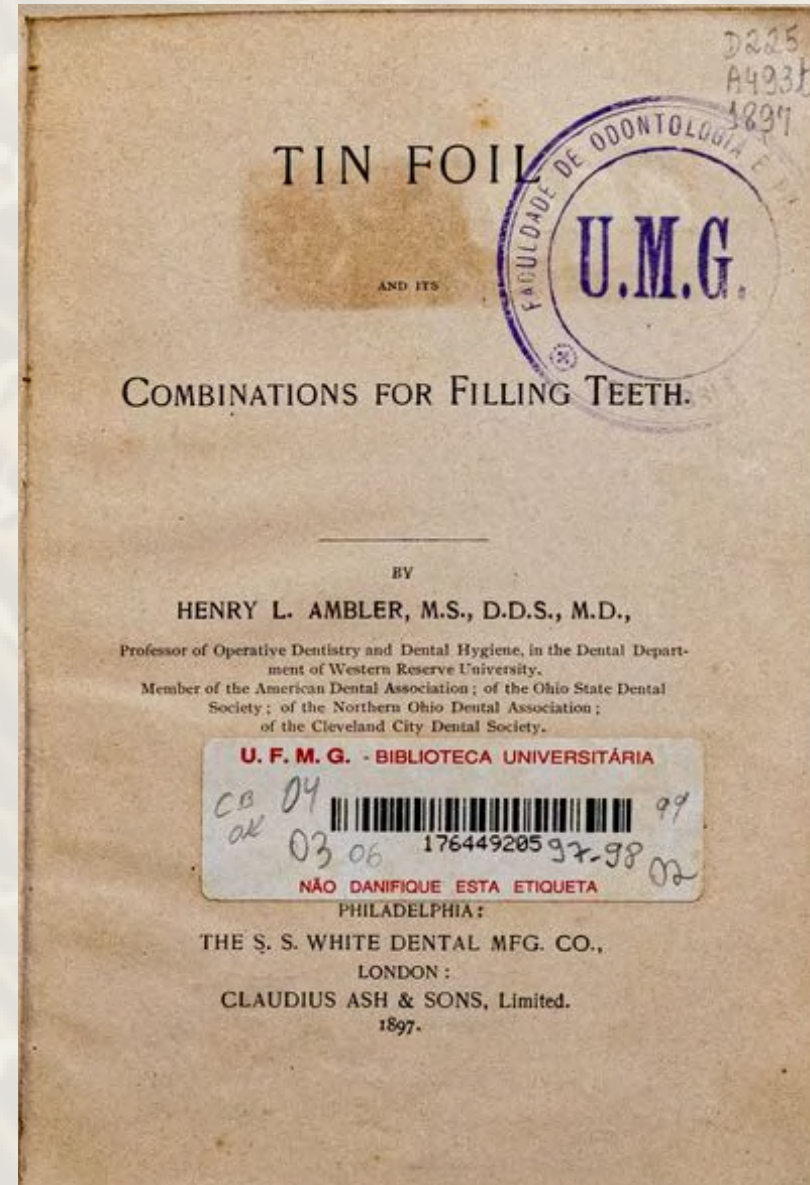 D225
A493t
1897
FACULDADE DE ODONTOLOGIA E
U.M.G.
TIN FOIL
AND ITS
COMBINATIONS FOR FILLING TEETH.
BY
HENRY L. AMBLER, M.S., D.D.S., M.D.,
Professor of Operative Dentistry and Dental Hygiene, in the Dental Depart-
ment of Western Reserve University.
Member of the American Dental Association; of the Ohio State Dental
Society; of the Northern Ohio Dental Association;
of the Cleveland City Dental Society.
U. F. M. G. - BIBLIOTECA UNIVERSITÁRIA
CB 04 99
OK 03 06 176449205 97-98 02
NÃO DANIFIQUE ESTA ETIQUETA
PHILADELPHIA:
THE S. S. WHITE DENTAL MFG. CO.,
LONDON:
CLAUDIUS ASH & SONS, Limited.
1897.